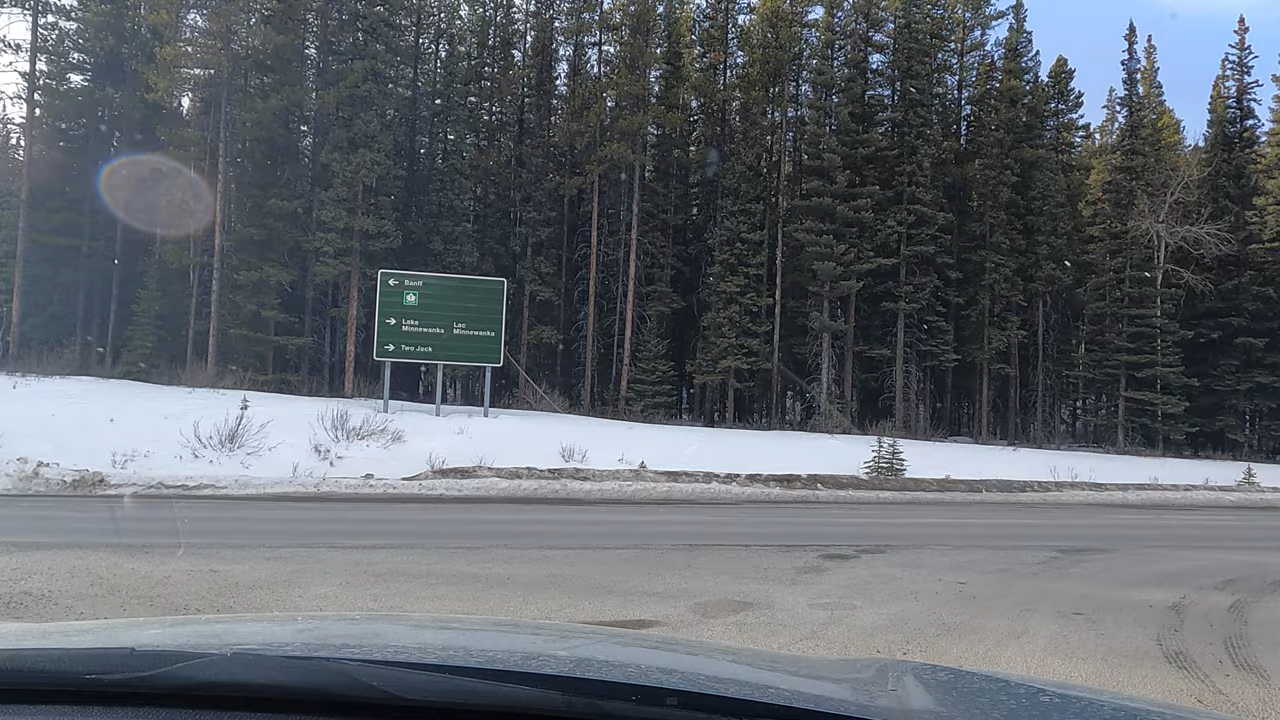 ← Banff
→ Lake Lac
Minnewanka Minnewanka
→ Two Jack